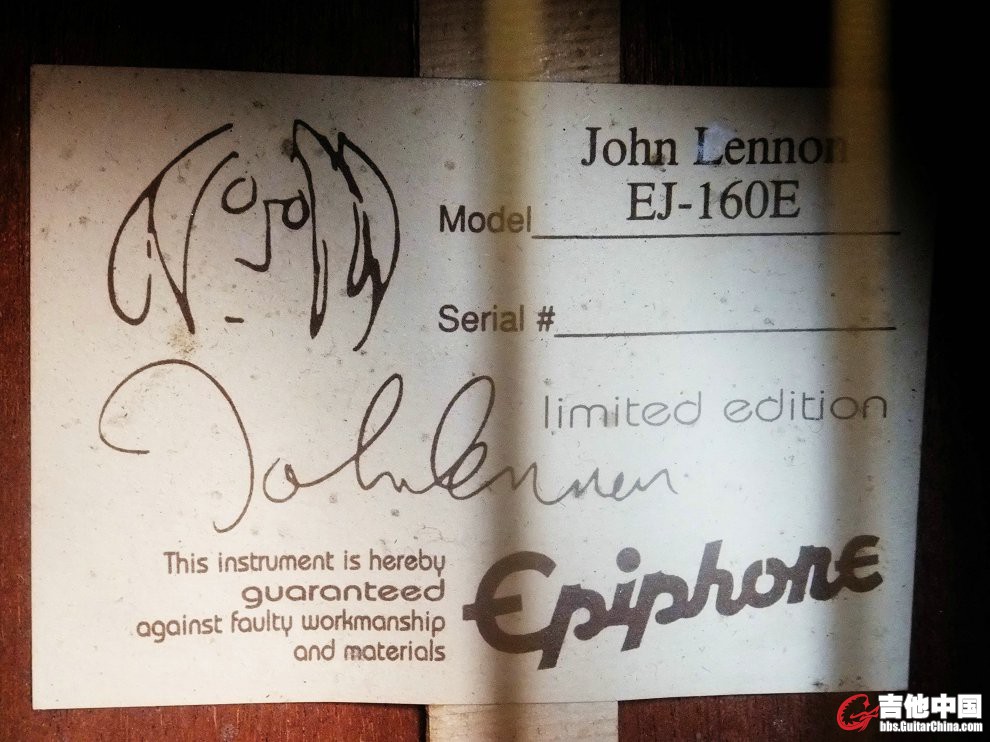 John Lennon
Model EJ-160E
Serial #
limited edition
John Lennon
This instrument is hereby
guaranteed
against faulty workmanship
and materials
Epiphone
吉他中国
bbs.GuitarChina.com